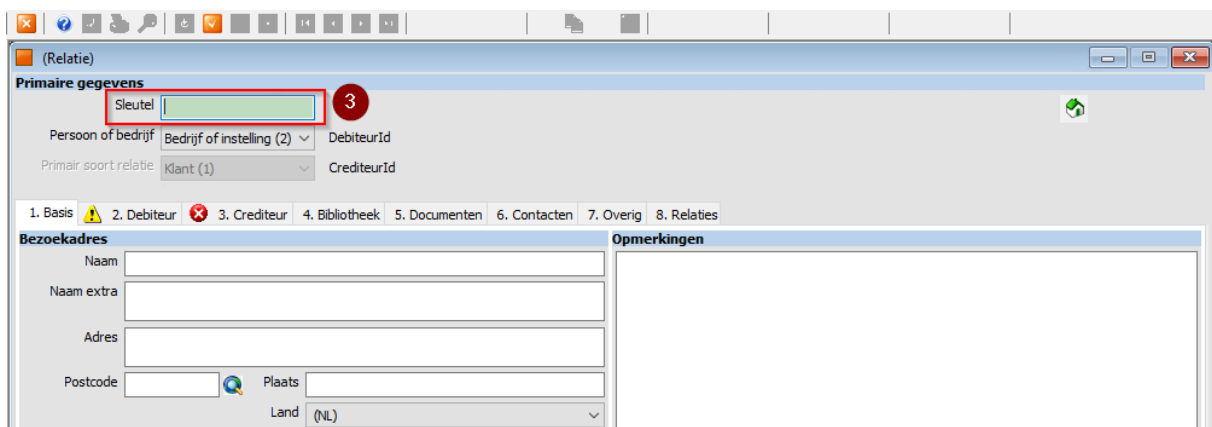 (Relatie)
Primaire gegevens
Sleutel
3
Persoon of bedrijf Bedrijf of instelling (2) DebiteurId
Primair soort relatie Klant (1) CrediteurId
1. Basis 2. Debiteur 3. Crediteur 4. Bibliotheek 5. Documenten 6. Contacten 7. Overig 8. Relaties
Bezoekadres Opmerkingen
Naam
Naam extra
Adres
Postcode Plaats
Land (NL)